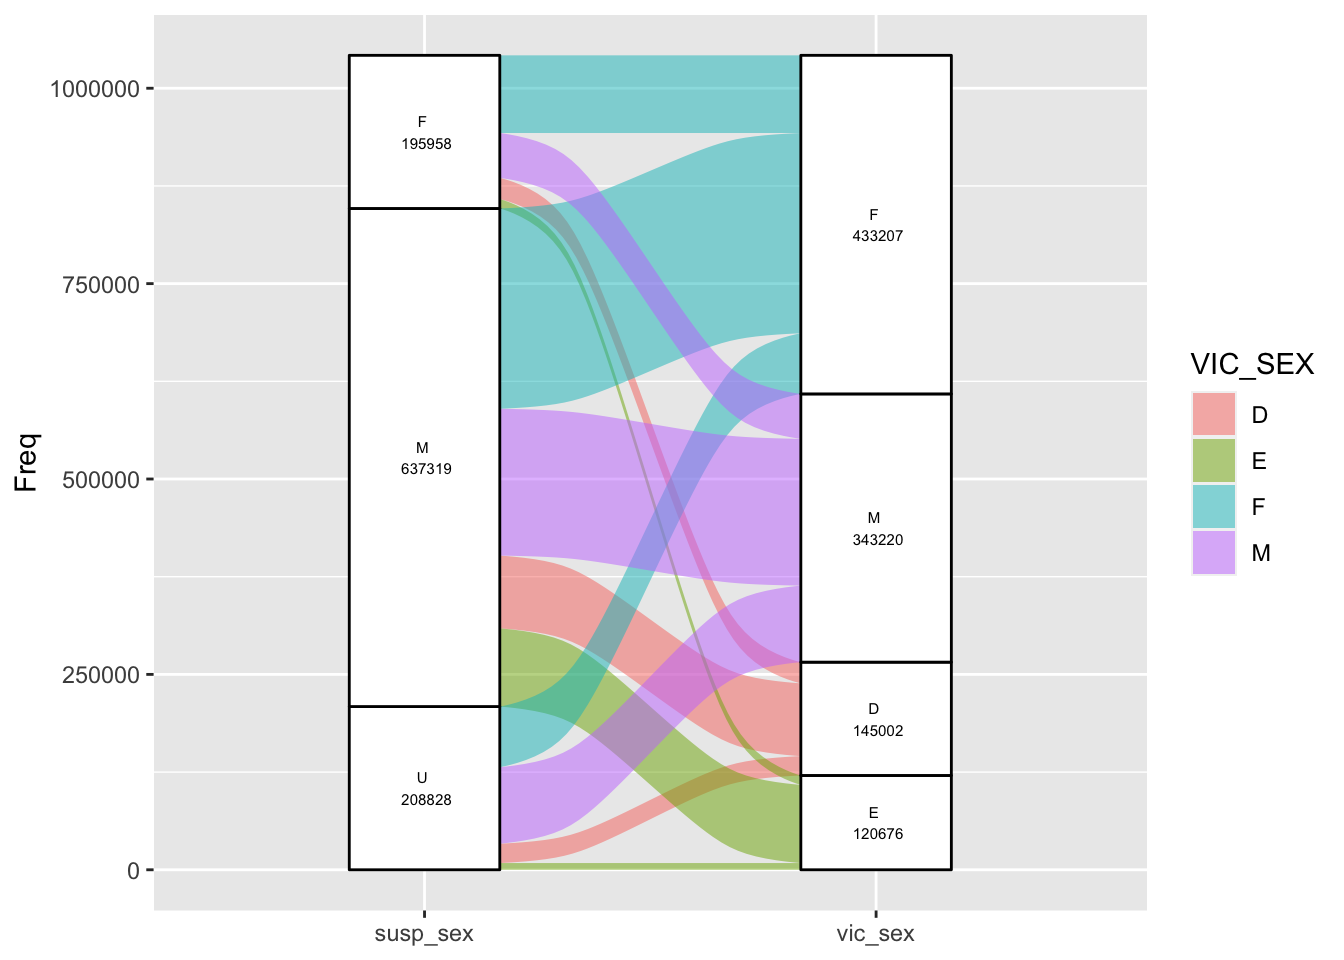 Freq
1000000
750000
500000
250000
0
F
195958
M
637319
U
208828
F
433207
M
343220
D
145002
E
120676
susp_sex
vic_sex
VIC_SEX
D
E
F
M